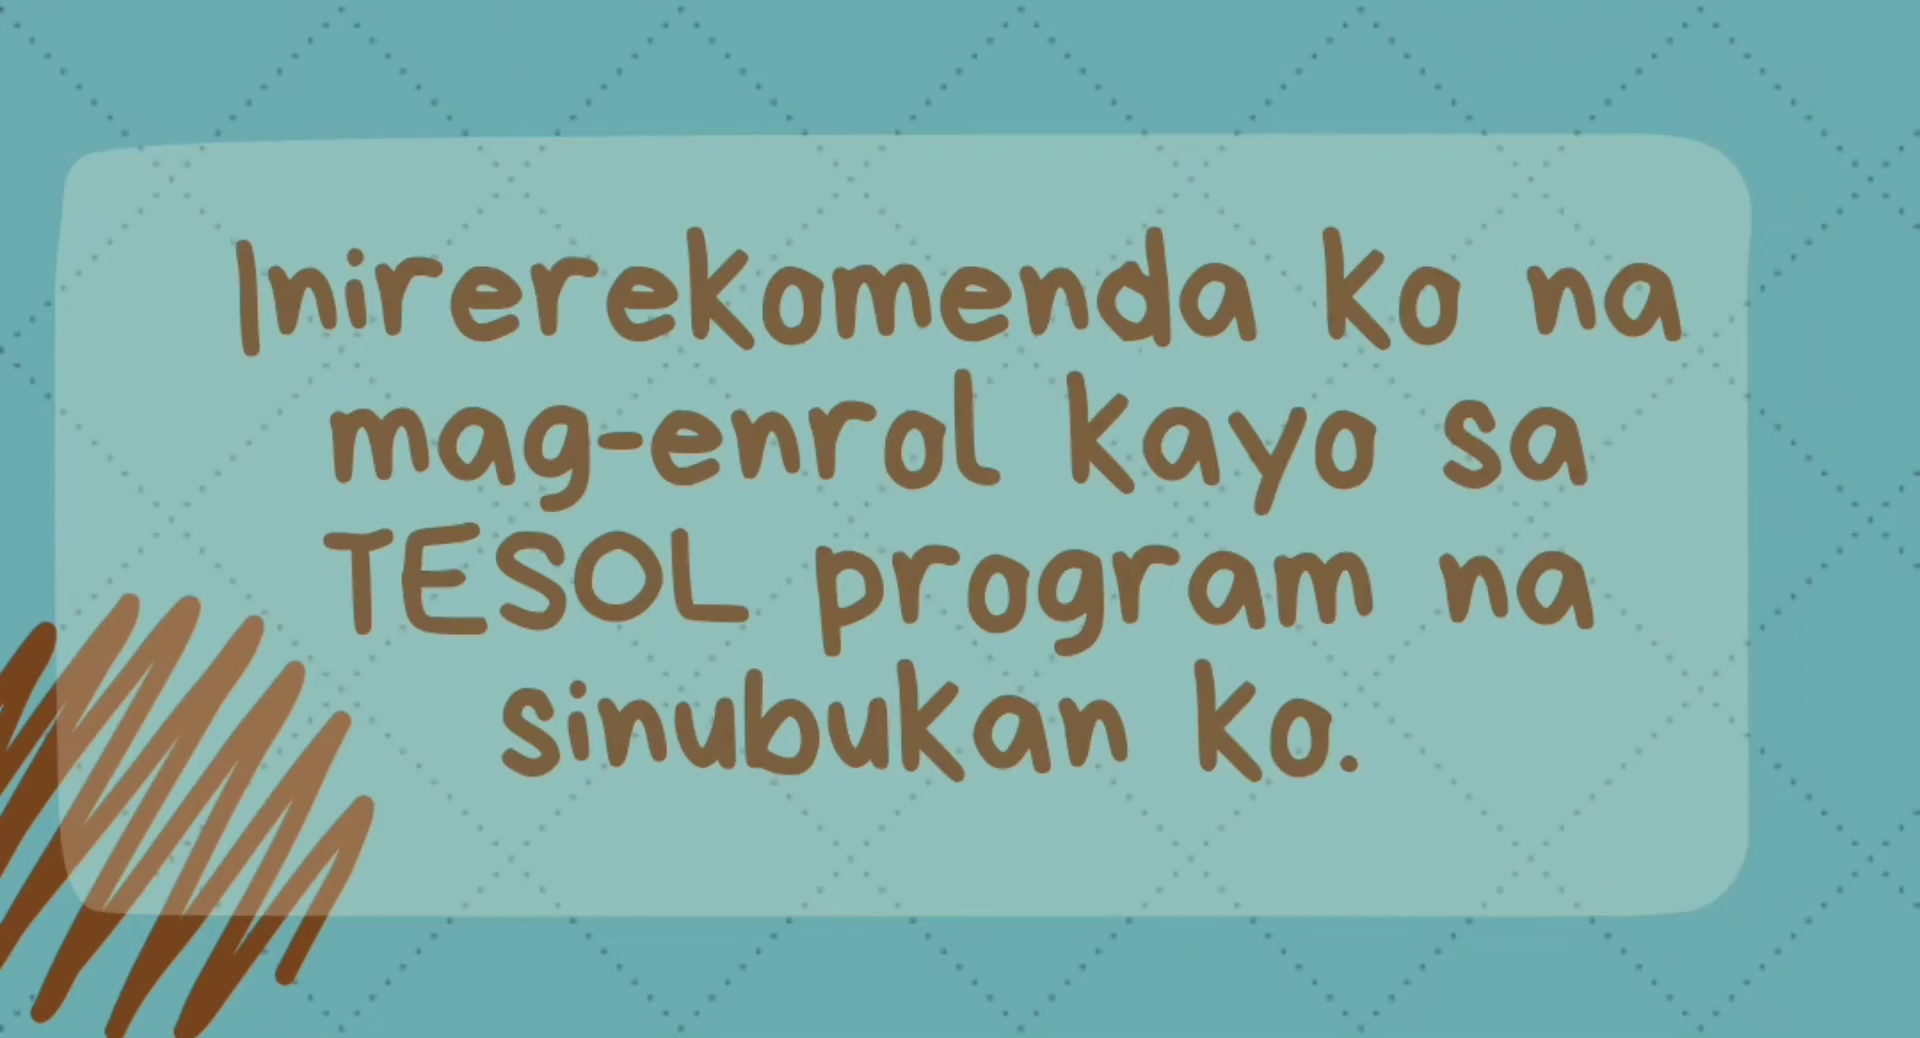 Inirerekomenda ko na
mag-enrol kayo sa
TESOL program na
sinubukan ko.